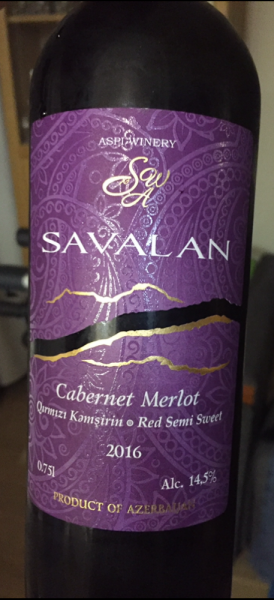 ASPI WINERY
SWA
SAVALAN
Cabernet Merlot
Qırmızı Kəmşirin Red Semi Sweet
2016
0.75l
Alc. 14,5%
PRODUCT OF AZERBAIJAN